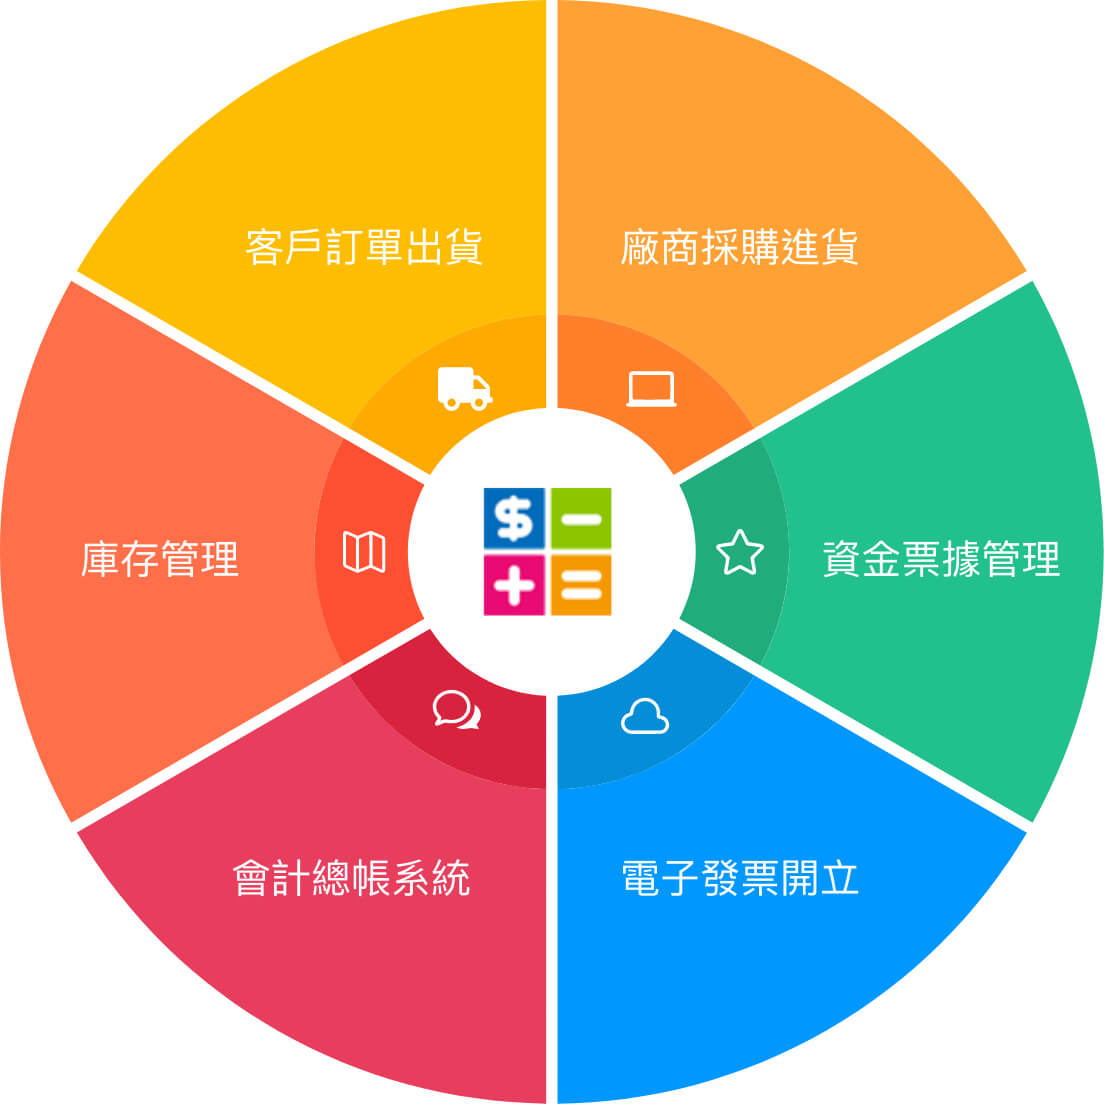 客戶訂單出貨
廠商採購進貨
庫存管理
資金票據管理
會計總帳系統
電子發票開立